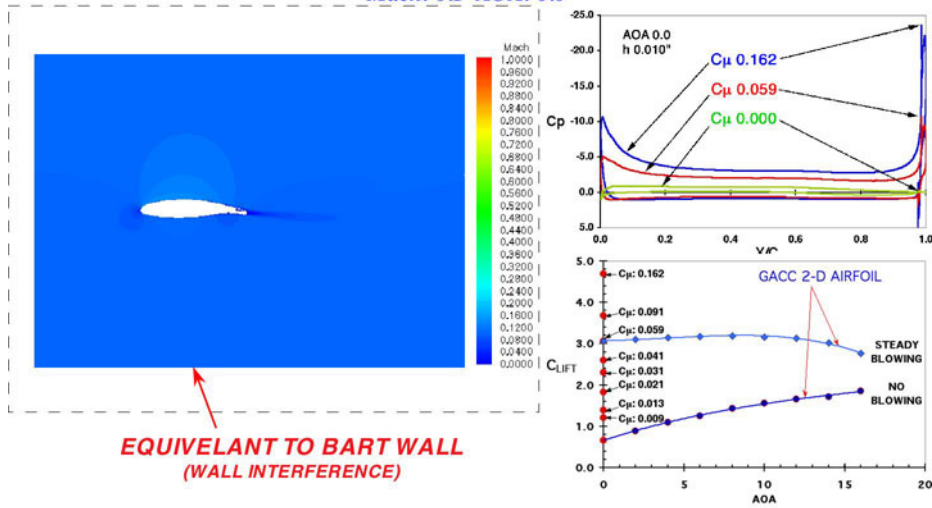 Mach
1.0000
0.9600
0.9200
0.8800
0.8400
0.8000
0.7600
0.7200
0.6800
0.6400
0.6000
0.5600
0.5200
0.4800
0.4400
0.4000
0.3600
0.3200
0.2800
0.2400
0.2000
0.1600
0.1200
0.0800
0.0400
0.0000
EQUIVELANT TO BART WALL
(WALL INTERFERENCE)
-25.0
-20.0
-15.0
Cp -10.0
-5.0
0.0
5.0
AOA 0.0
h 0.010"
Cμ 0.162
Cμ 0.059
Cμ 0.000
0.0 0.2 0.4 0.6 0.8 1.0
X/C
5.0
4.0
3.0
CLIFT
2.0
1.0
0.0
Cμ: 0.162
Cμ: 0.091
Cμ: 0.059
Cμ: 0.041
Cμ: 0.031
Cμ: 0.021
Cμ: 0.013
Cμ: 0.009
GACC 2-D AIRFOIL
STEADY
BLOWING
NO
BLOWING
0 5 10 15 20
AOA